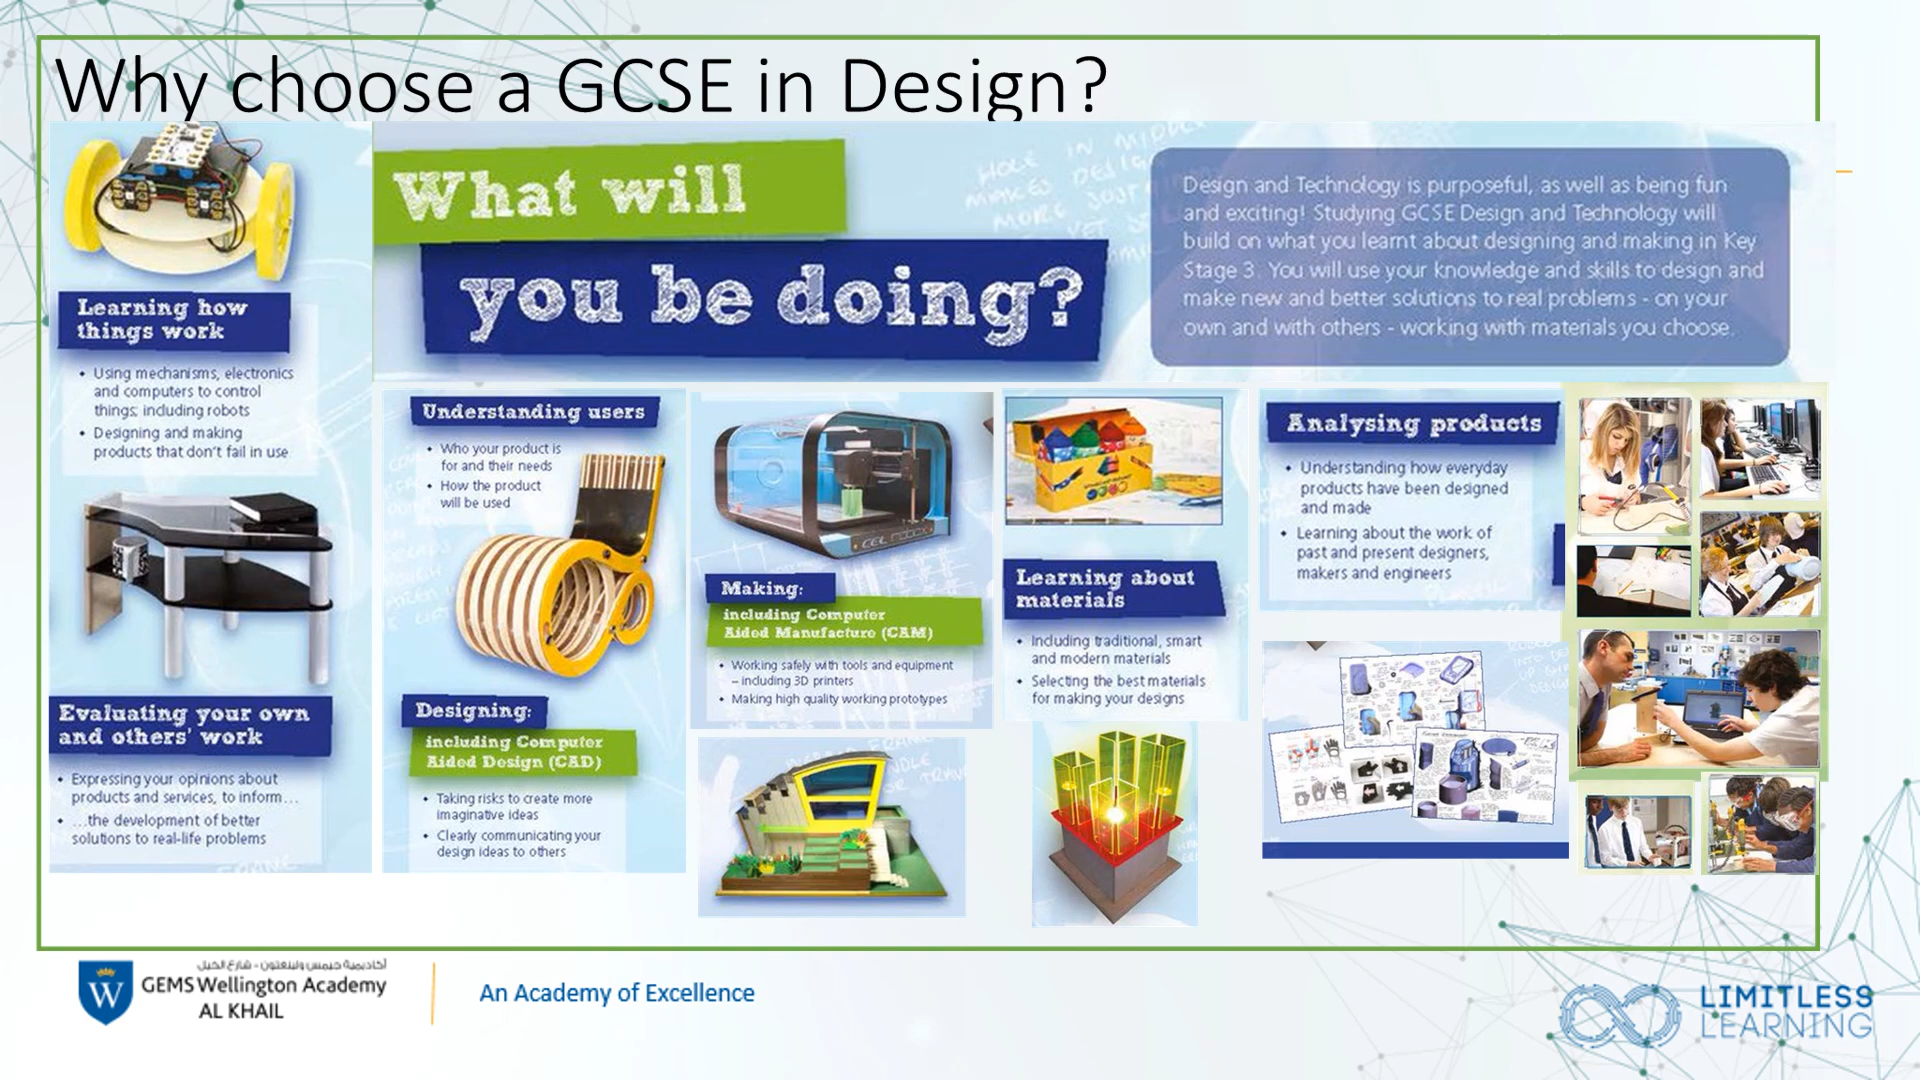 Why choose a GCSE in Design?
What will
you be doing?
Design and Technology is purposeful, as well as being fun
and exciting! Studying GCSE Design and Technology will
build on what you learnt about designing and making in Key
Stage 3. You will use your knowledge and skills to design and
make new and better solutions to real problems - on your
own and with others - working with materials you choose.
Learning how
things work
• Using mechanisms, electronics
and computers to control
things; including robots
• Designing and making
products that don't fail in use
Evaluating your own
and others' work
• Expressing your opinions about
products and services, to inform…
• …the development of better
solutions to real-life problems
Understanding users
• Who your product is
for and their needs
• How the product
will be used
Designing:
including Computer
Aided Design (CAD)
• Taking risks to create more
imaginative ideas
• Clearly communicating your
design ideas to others
Making:
including Computer
Aided Manufacture (CAM)
• Working safely with tools and equipment
– including 3D printers
• Making high quality working prototypes
Learning about
materials
• Including traditional, smart
and modern materials
• Selecting the best materials
for making your designs
Analysing products
• Understanding how everyday
products have been designed
and made
• Learning about the work of
past and present designers,
makers and engineers
أكاديمية جيمس ولينغتون - شارع الخيل
W
GEMS Wellington Academy
AL KHAIL
An Academy of Excellence
LIMITLESS
LEARNING